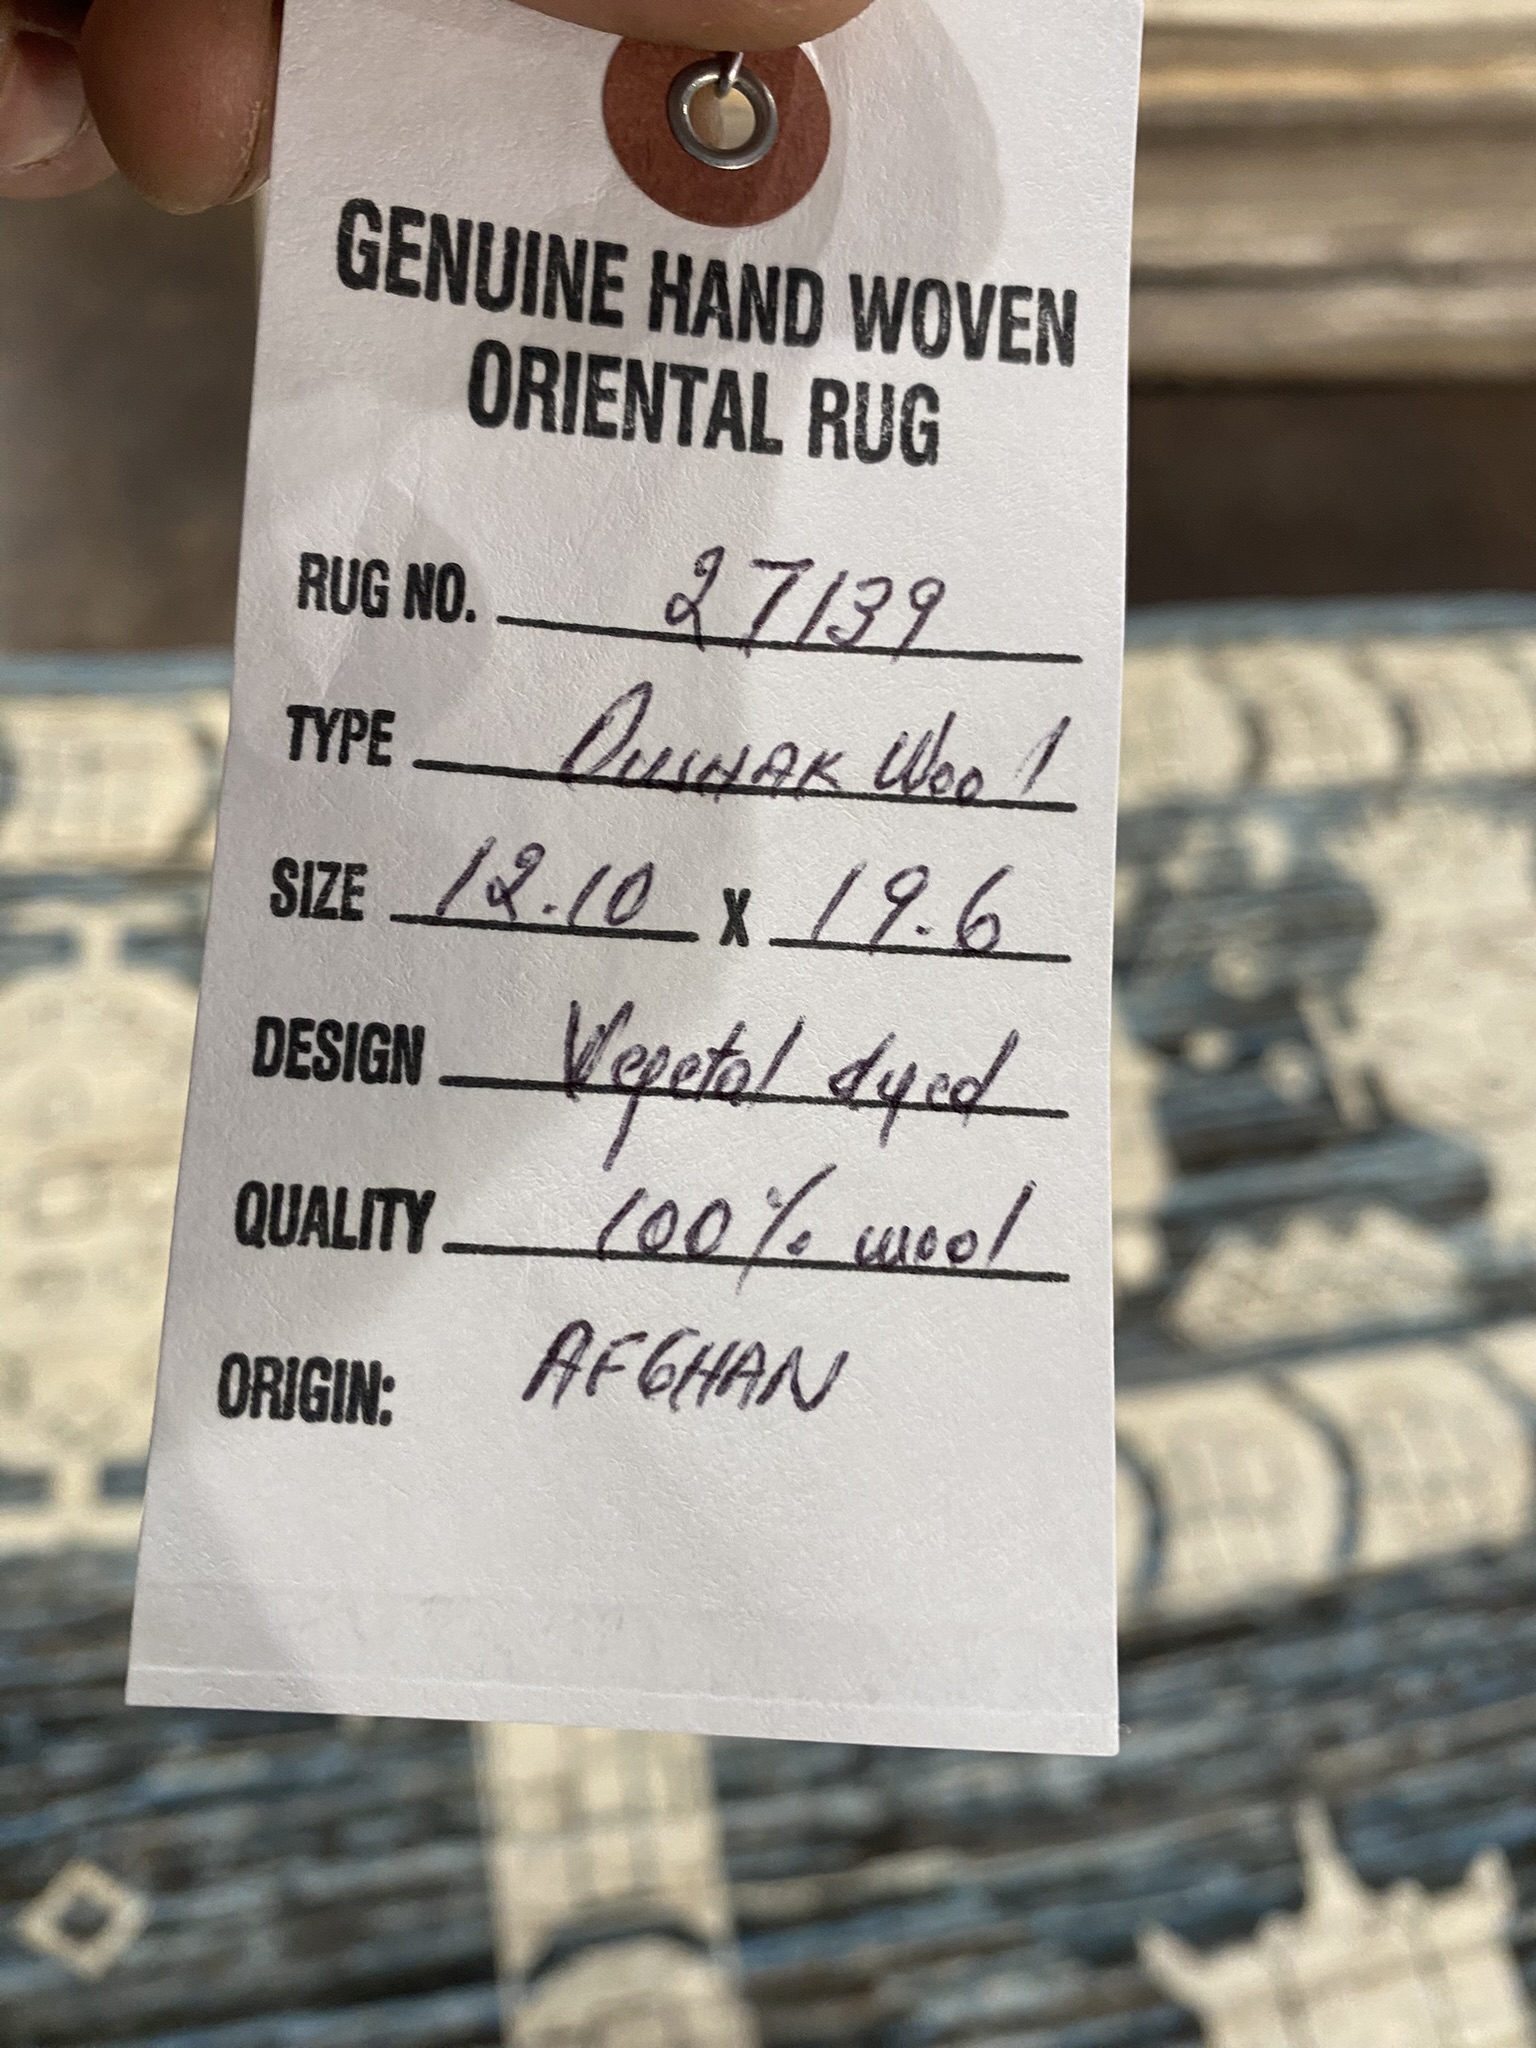 GENUINE HAND WOVEN
ORIENTAL RUG
RUG NO. 27139
TYPE Dushak Wool
SIZE 12.10 X 19.6
DESIGN Vegetal dyed
QUALITY 100% wool
ORIGIN: AFGHAN